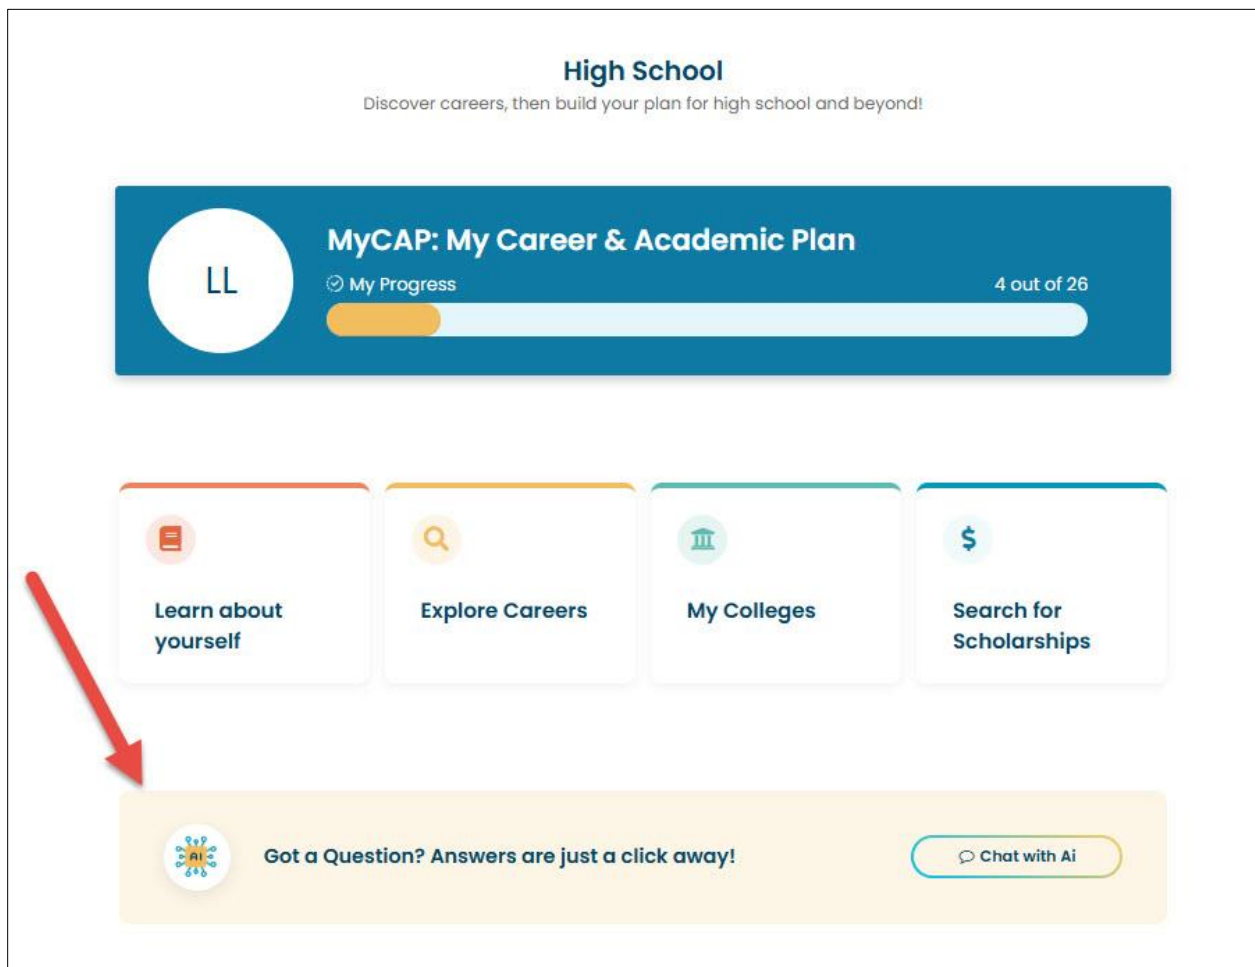 High School
Discover careers, then build your plan for high school and beyond!
LL
MyCAP: My Career & Academic Plan
My Progress
4 out of 26
Learn about
yourself
Explore Careers
My Colleges
Search for
Scholarships
AI
Got a Question? Answers are just a click away!
Chat with Ai